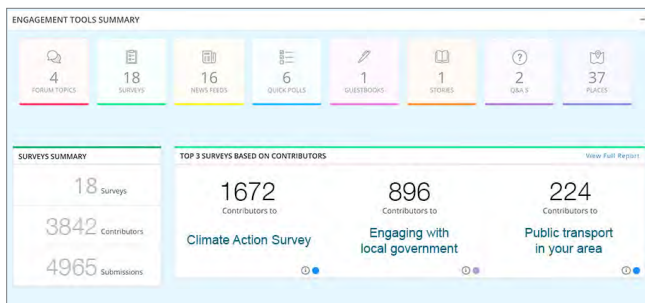 ENGAGEMENT TOOLS SUMMARY
4
FORUM TOPICS
18
SURVEYS
16
NEWS FEEDS
6
QUICK POLLS
1
GUESTBOOKS
1
STORIES
2
Q&A S
37
PLACES
SURVEYS SUMMARY
18 Surveys
3842 Contributors
4965 Submissions
TOP 3 SURVEYS BASED ON CONTRIBUTORS
View Full Report
1672
Contributors to
Climate Action Survey
896
Contributors to
Engaging with
local government
224
Contributors to
Public transport
in your area